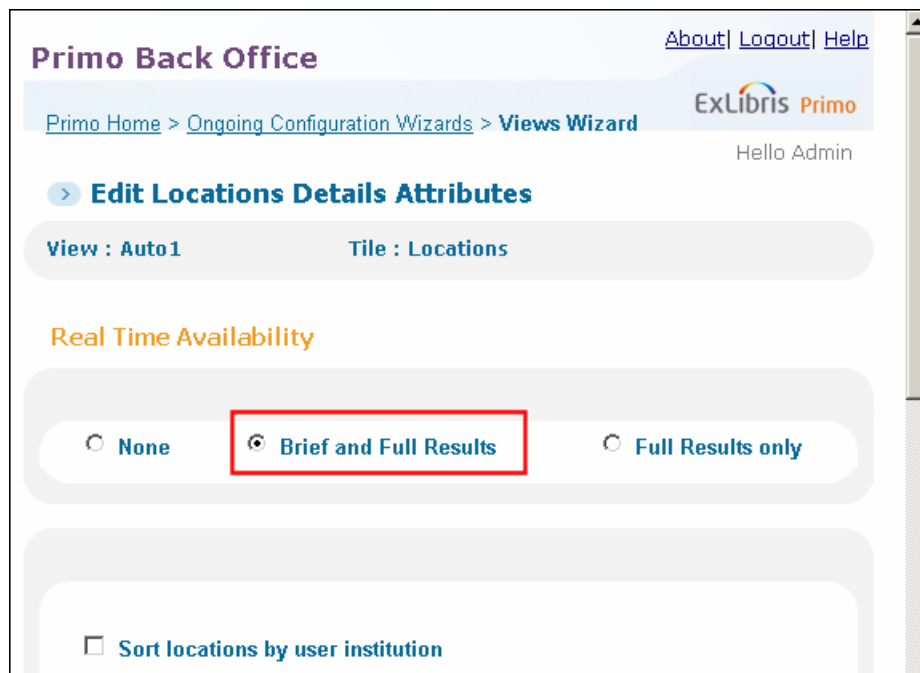 About| Logout| Help
Primo Back Office
ExLibris Primo
Primo Home > Ongoing Configuration Wizards > Views Wizard
Hello Admin
> Edit Locations Details Attributes
View : Auto1 Tile : Locations
Real Time Availability
None Brief and Full Results Full Results only
Sort locations by user institution